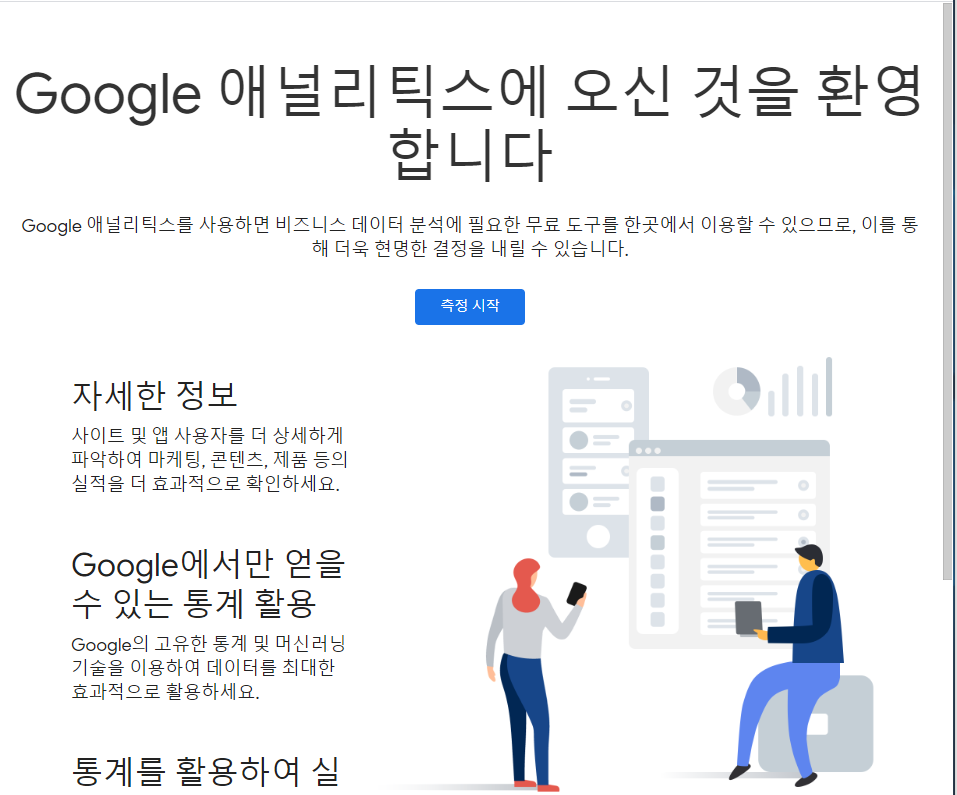 Google 애널리틱스에 오신 것을 환영
합니다
Google 애널리틱스를 사용하면 비즈니스 데이터 분석에 필요한 무료 도구를 한곳에서 이용할 수 있으므로, 이를 통
해 더욱 현명한 결정을 내릴 수 있습니다.
측정 시작
자세한 정보
사이트 및 앱 사용자를 더 상세하게
파악하여 마케팅, 콘텐츠, 제품 등의
실적을 더 효과적으로 확인하세요.
Google에서만 얻을
수 있는 통계 활용
Google의 고유한 통계 및 머신러닝
기술을 이용하여 데이터를 최대한
효과적으로 활용하세요.
통계를 활용하여 실